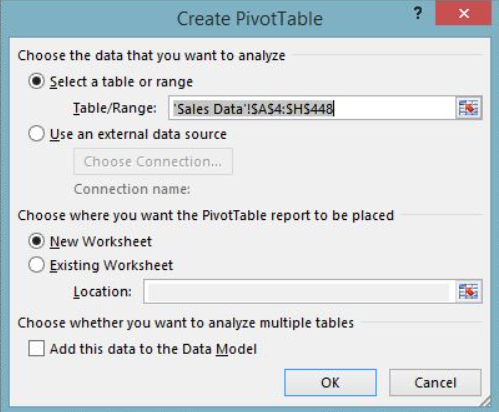 Create PivotTable
?
Choose the data that you want to analyze
Select a table or range
Table/Range: 'Sales Data'!$A$4:$H$448
Use an external data source
Choose Connection...
Connection name:
Choose where you want the PivotTable report to be placed
New Worksheet
Existing Worksheet
Location:
Choose whether you want to analyze multiple tables
Add this data to the Data Model
OK Cancel